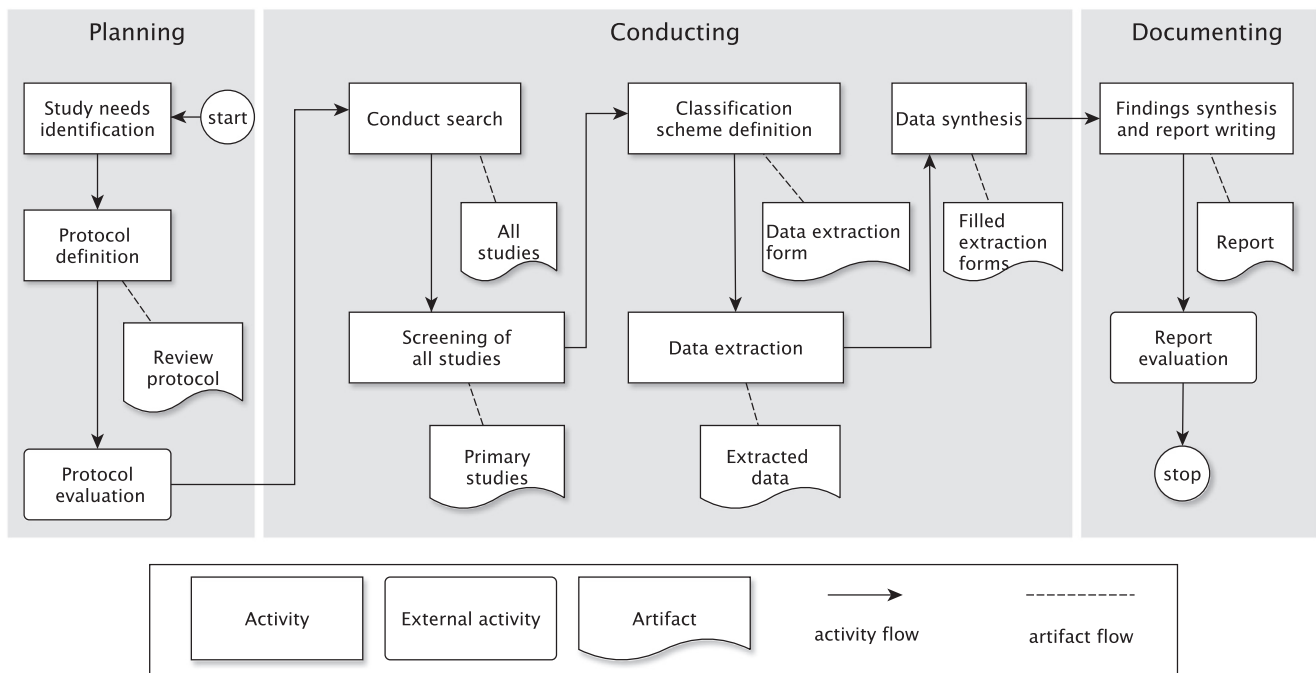 Planning
Study needs
identification
start
Protocol
definition
Review
protocol
Protocol
evaluation
Conducting
Conduct search
All
studies
Screening of
all studies
Primary
studies
Classification
scheme definition
Data extraction
form
Data extraction
Extracted
data
Data synthesis
Filled
extraction
forms
Documenting
Findings synthesis
and report writing
Report
Report
evaluation
stop
Activity
External activity
Artifact
activity flow
artifact flow